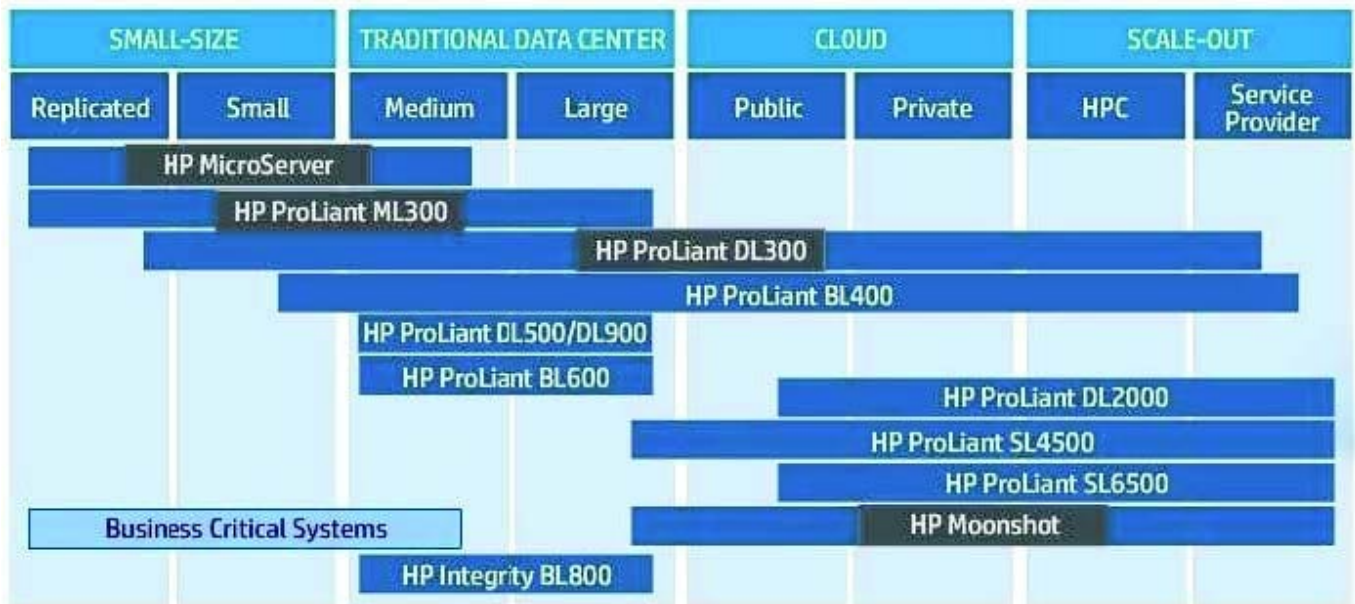 SMALL-SIZE
TRADITIONAL DATA CENTER
CLOUD
SCALE-OUT
Replicated
Small
Medium
Large
Public
Private
HPC
Service
Provider
HP MicroServer
HP ProLiant ML300
HP ProLiant DL300
HP ProLiant BL400
HP ProLiant DL500/DL900
HP ProLiant BL600
HP ProLiant DL2000
HP ProLiant SL4500
HP ProLiant SL6500
Business Critical Systems
HP Moonshot
HP Integrity BL800